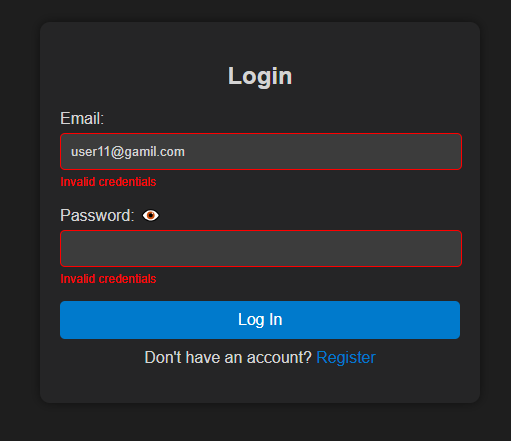 Login
Email:
user11@gamil.com
Invalid credentials
Password:
Invalid credentials
Log In
Don't have an account? Register